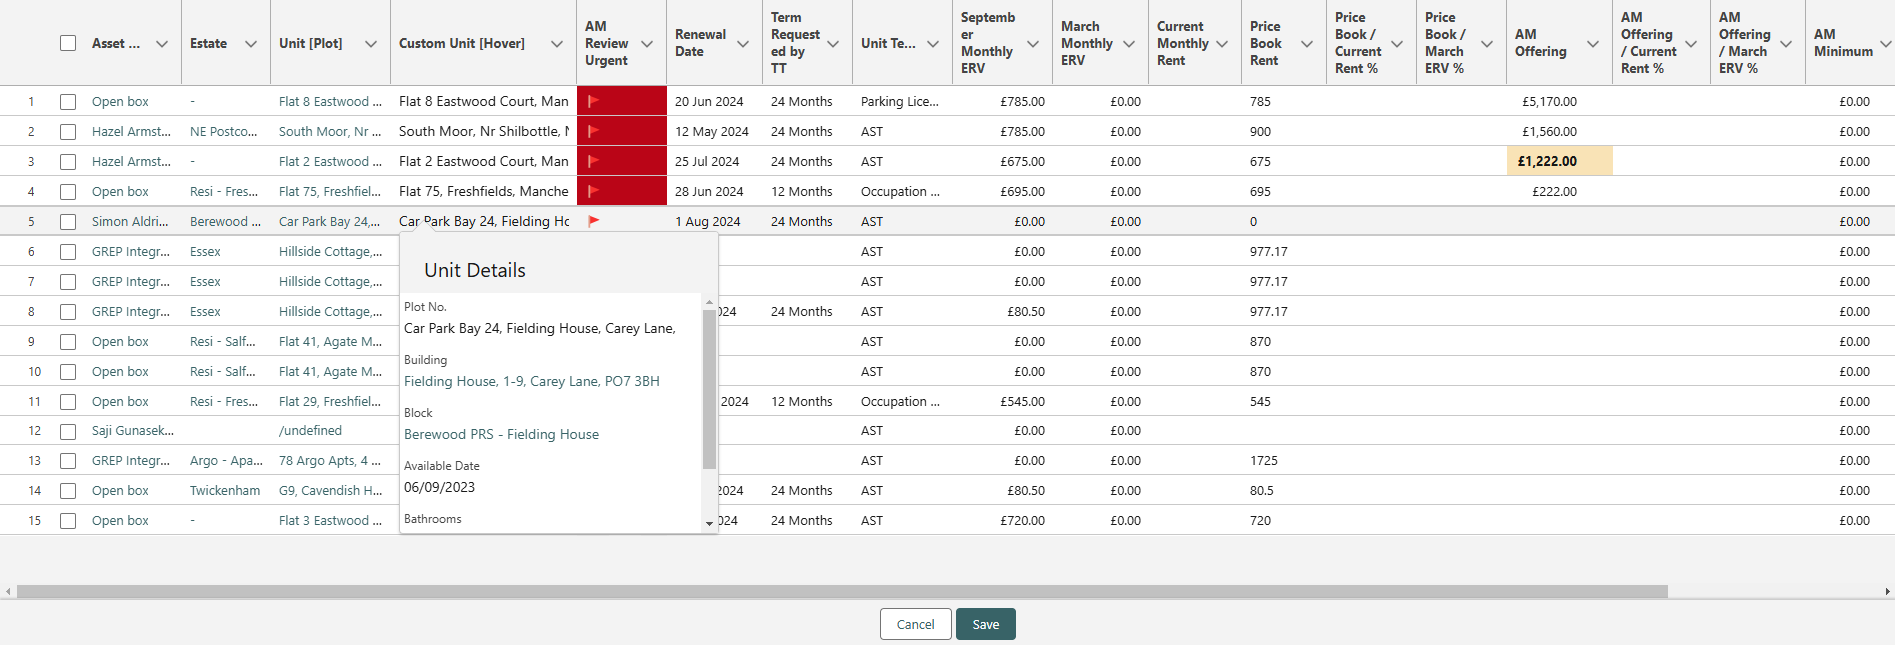 Asset ... Estate Unit [Plot] Custom Unit [Hover] AM Review Urgent Renewal Date Term Request ed by TT Unit Te... Septemb er Monthly ERV March Monthly ERV Current Monthly Rent Price Book Rent Price Book / Current Rent % Price Book / March ERV % AM Offering AM Offering / Current Rent % AM Offering / March ERV % AM Minimum
1 Open box - Flat 8 Eastwood ... Flat 8 Eastwood Court, Man 20 Jun 2024 24 Months Parking Lice... £785.00 £0.00 785 £5,170.00 £0.00
2 Hazel Armst... NE Postco... South Moor, Nr ... South Moor, Nr Shilbottle, 12 May 2024 24 Months AST £785.00 £0.00 900 £1,560.00 £0.00
3 Hazel Armst... - Flat 2 Eastwood ... Flat 2 Eastwood Court, Man 25 Jul 2024 24 Months AST £675.00 £0.00 675 £1,222.00 £0.00
4 Open box Resi - Fres... Flat 75, Freshfiel... Flat 75, Freshfields, Manche 28 Jun 2024 12 Months Occupation ... £695.00 £0.00 695 £222.00 £0.00
5 Simon Aldri... Berewood ... Car Park Bay 24,... Car Park Bay 24, Fielding Ho 1 Aug 2024 24 Months AST £0.00 £0.00 0 £0.00
6 GREP Integr... Essex Hillside Cottage,... AST £0.00 £0.00 977.17 £0.00
7 GREP Integr... Essex Hillside Cottage,... AST £0.00 £0.00 977.17 £0.00
8 GREP Integr... Essex Hillside Cottage,... 024 24 Months AST £80.50 £0.00 977.17 £0.00
9 Open box Resi - Salf... Flat 41, Agate M... AST £0.00 £0.00 870 £0.00
10 Open box Resi - Salf... Flat 41, Agate M... AST £0.00 £0.00 870 £0.00
11 Open box Resi - Fres... Flat 29, Freshfiel... 2024 12 Months Occupation ... £545.00 £0.00 545 £0.00
12 Saji Gunasek... /undefined AST £0.00 £0.00 £0.00
13 GREP Integr... Argo - Apa... 78 Argo Apts, 4 ... AST £0.00 £0.00 1725 £0.00
14 Open box Twickenham G9, Cavendish H... 2024 24 Months AST £80.50 £0.00 80.5 £0.00
15 Open box - Flat 3 Eastwood ... 024 24 Months AST £720.00 £0.00 720 £0.00
Unit Details
Plot No.
Car Park Bay 24, Fielding House, Carey Lane,
Building
Fielding House, 1-9, Carey Lane, PO7 3BH
Block
Berewood PRS - Fielding House
Available Date
06/09/2023
Bathrooms
Cancel Save